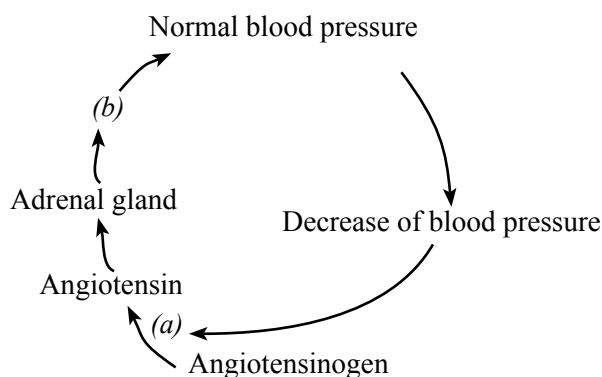 Normal blood pressure
(b)
Adrenal gland
Decrease of blood pressure
Angiotensin
(a)
Angiotensinogen